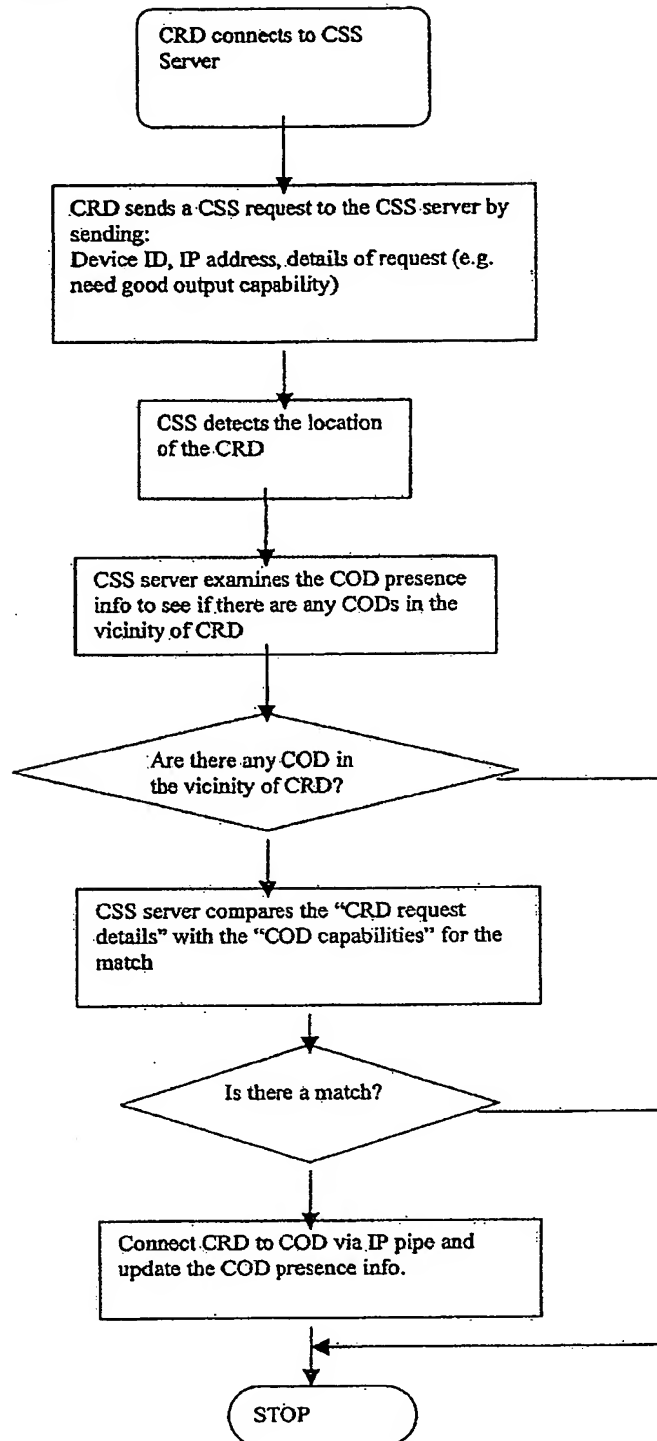 CRD connects to CSS
Server
CRD sends a CSS request to the CSS server by
sending:
Device ID, IP address, details of request (e.g.
need good output capability)
CSS detects the location
of the CRD
CSS server examines the COD presence
info to see if there are any CODs in the
vicinity of CRD
Are there any COD in
the vicinity of CRD?
CSS server compares the “CRD request
details” with the “COD capabilities” for the
match
Is there a match?
Connect CRD to COD via IP pipe and
update the COD presence info.
STOP